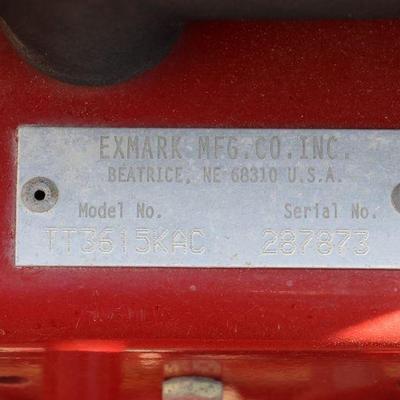 EXMARK MFG.CO.INC.
BEATRICE, NE 68310 U.S.A.
Model No. Serial No.
TT3615KAC 287873